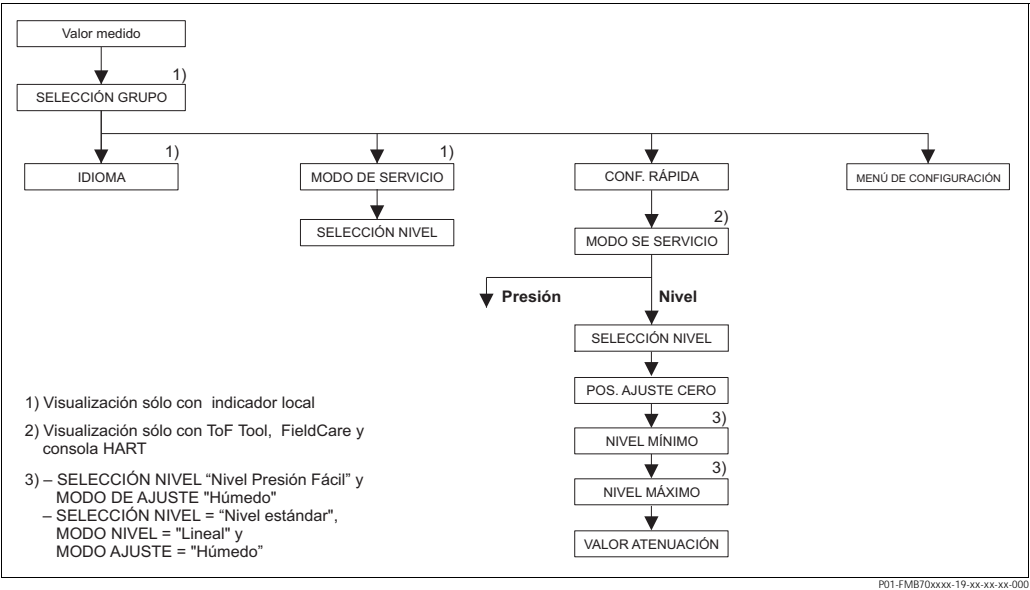 Valor medido
1)
SELECCIÓN GRUPO
1)
IDIOMA
1)
MODO DE SERVICIO
CONF. RÁPIDA
MENÚ DE CONFIGURACIÓN
SELECCIÓN NIVEL
2)
MODO SE SERVICIO
Presión
Nivel
SELECCIÓN NIVEL
POS. AJUSTE CERO
3)
NIVEL MÍNIMO
3)
NIVEL MÁXIMO
VALOR ATENUACIÓN
1) Visualización sólo con indicador local
2) Visualización sólo con ToF Tool, FieldCare y
consola HART
3) – SELECCIÓN NIVEL “Nivel Presión Fácil” y
MODO DE AJUSTE "Húmedo"
– SELECCIÓN NIVEL = “Nivel estándar",
MODO NIVEL = "Lineal" y
MODO AJUSTE = "Húmedo”
P01-FMB70xxxx-19-xx-xx-xx-000